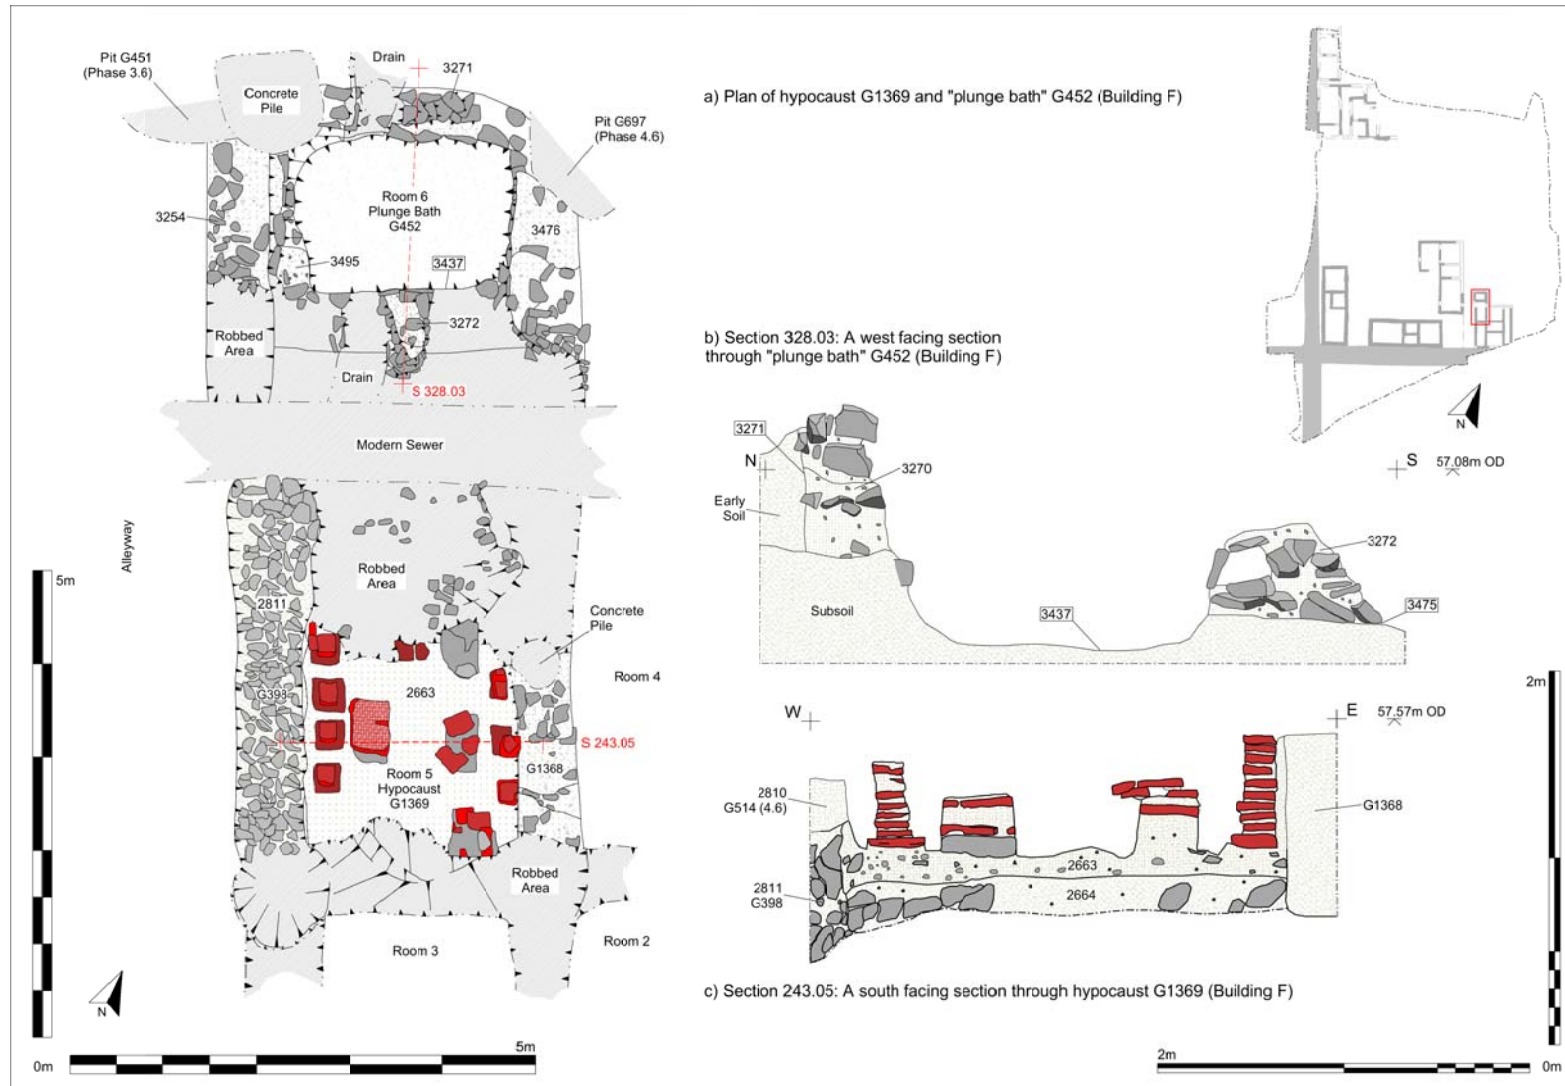 Pit G451
(Phase 3.6)
Drain
3271
Concrete
Pile
Pit G697
(Phase 4.6)
Room 6
Plunge Bath
G452
3254
3476
3495
3437
3272
Robbed
Area
Drain
S 328.03
Modern Sewer
Alleyway
5m
2811
Robbed
Area
Concrete
Pile
Room 4
G398
2663
S 243.05
Room 5
Hypocaust
G1369
G1368
Robbed
Area
Room 3
Room 2
N
0m
5m
a) Plan of hypocaust G1369 and "plunge bath" G452 (Building F)
b) Section 328.03: A west facing section
through "plunge bath" G452 (Building F)
N
3271
N
3270
S
57.08m OD
Early
Soil
3272
Subsoil
3437
3475
2m
W
E
57.57m OD
2810
G514 (4.6)
G1368
2663
2811
G398
2664
c) Section 243.05: A south facing section through hypocaust G1369 (Building F)
2m
0m